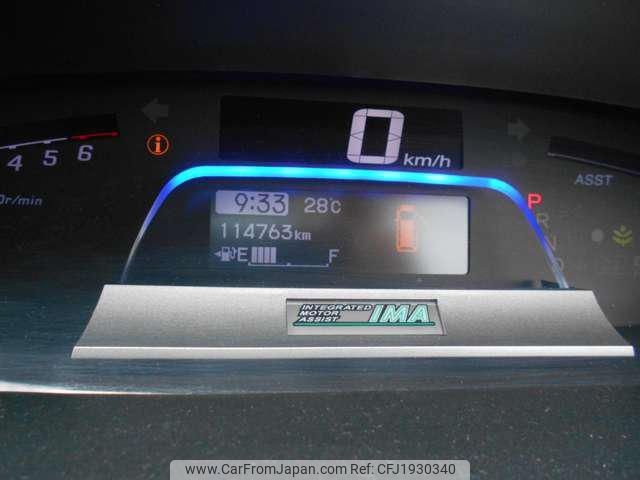 0 km/h
4 5 6
0r/min
ASST
9:33 28℃
114763km
E F
P
R
N
D
INTEGRATED
MOTOR
ASSIST
IMA
www.CarFromJapan.com Ref: CFJ1930340